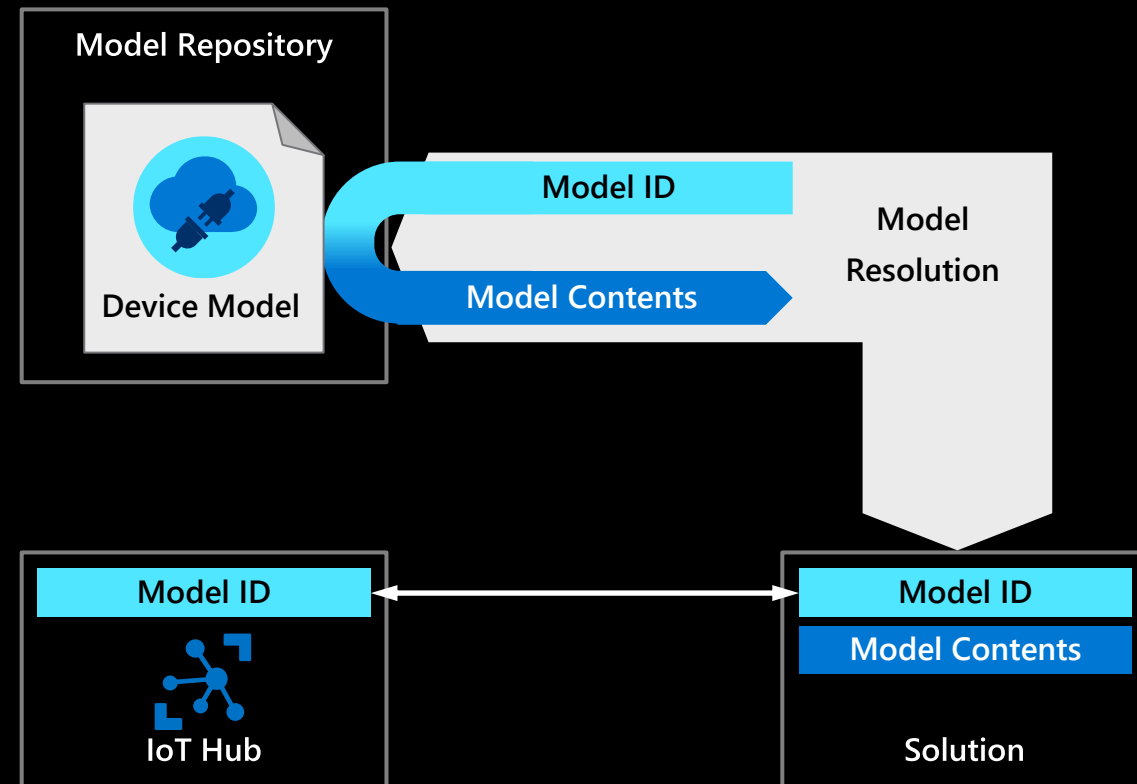 Model Repository
Device Model
Model ID
Model Contents
Model
Resolution
Model ID
IoT Hub
Model ID
Model Contents
Solution